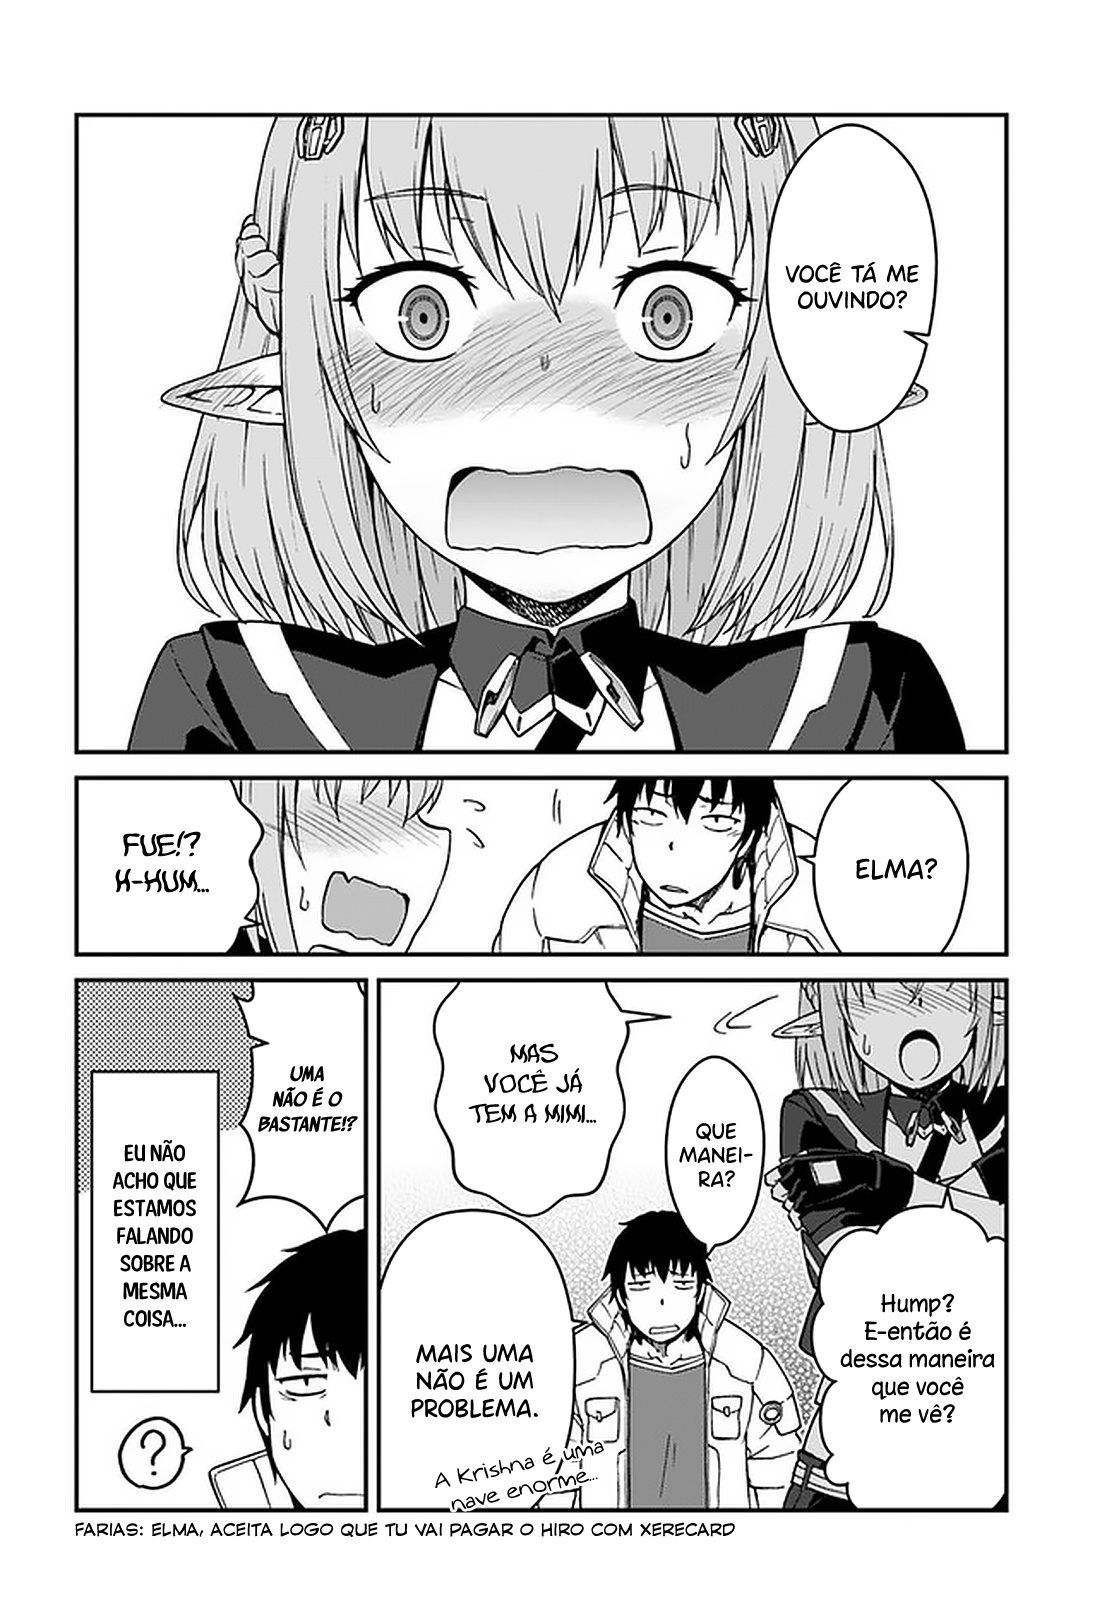 VOCÊ TÁ ME
OUVINDO?
ELMA?
FUE!?
H-HUM...
Hump?
E-então é
dessa maneira
que você
me vê?
QUE
MANEI-
RA?
MAS
VOCÊ JÁ
TEM A MIMI...
MAIS UMA
NÃO É UM
PROBLEMA.
A Krishna é uma
nave enorme...
UMA
NÃO É O
BASTANTE!?
EU NÃO
ACHO QUE
ESTAMOS
FALANDO
SOBRE A
MESMA
COISA...
?
FARIAS: ELMA, ACEITA LOGO QUE TU VAI PAGAR O HIRO COM XERECARD